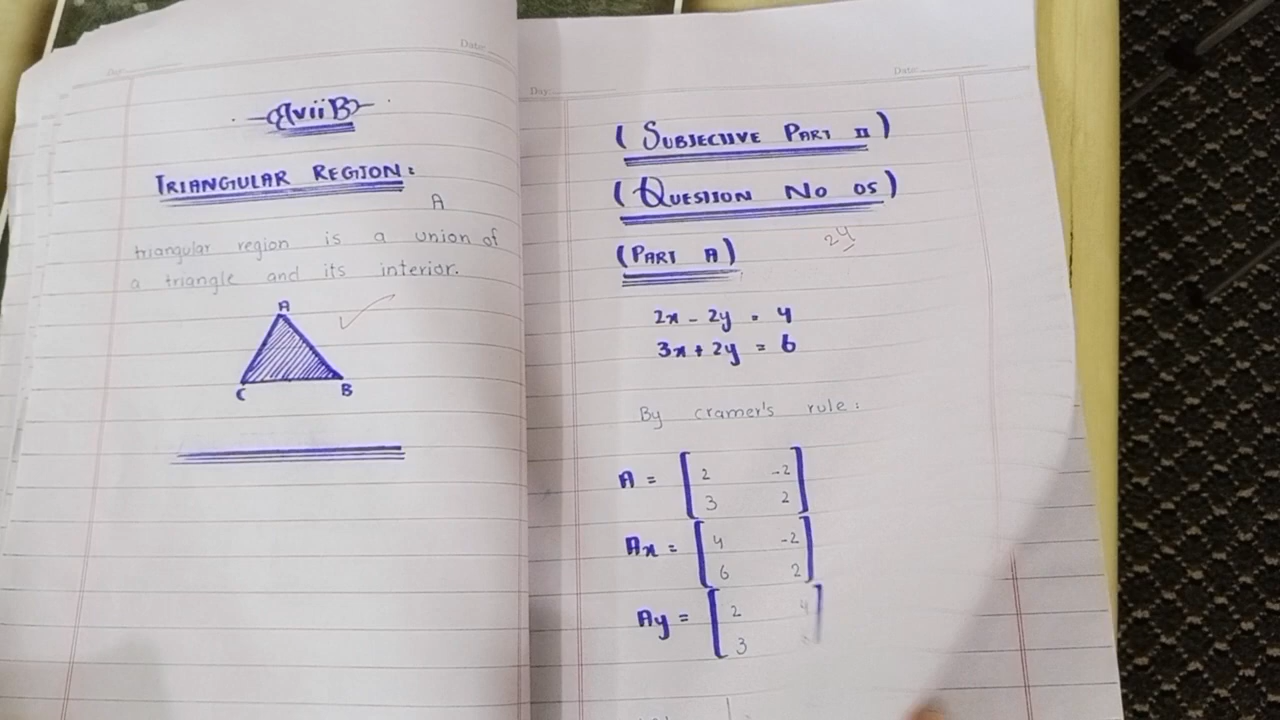 Day:
Date:
Qvii B
TRIANGULAR REGION:
A
triangular region is a union of
a triangle and its interior.
A
C B
Day:
Date:
(SUBJECTIVE PART II)
(QUESTION No 05)
(PART A)
24
2x - 2y = 4
3x + 2y = 6
By cramer's rule:
A = [ 2 -2
3 2 ]
Ax = [ 4 -2
6 2 ]
Ay = [ 2 4
3 ]